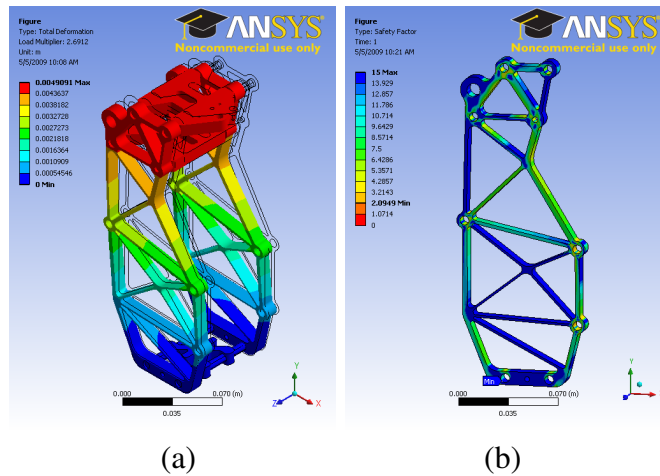 Figure
Type: Total Deformation
Load Multiplier: 2.6912
Unit: m
5/5/2009 10:08 AM
ANSYS
Noncommercial use only
0.0049091 Max
0.0043637
0.0038182
0.0032728
0.0027273
0.0021818
0.0016364
0.0010909
0.00054546
0 Min
0.000
0.070 (m)
0.035
Y
Z
X
(a)
Figure
Type: Safety Factor
Time: 1
5/5/2009 10:21 AM
ANSYS
Noncommercial use only
15 Max
13.929
12.857
11.786
10.714
9.6429
8.5714
7.5
6.4286
5.3571
4.2857
3.2143
2.0949 Min
1.0714
0
Min
0.000
0.070 (m)
0.035
Y
X
(b)